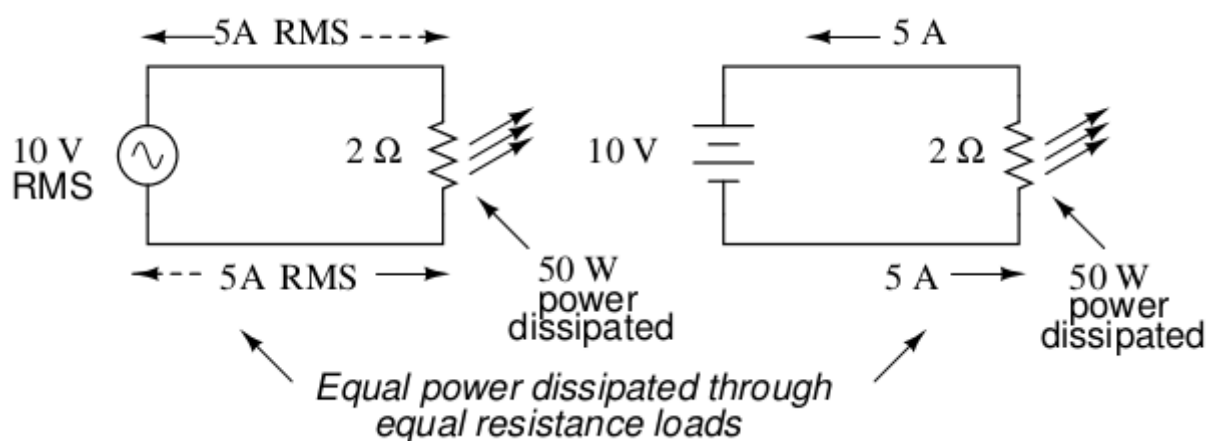 5A RMS
5 A
10 V
RMS
2 Ω
10 V
2 Ω
5A RMS
50 W
power
dissipated
5 A
50 W
power
dissipated
Equal power dissipated through
equal resistance loads